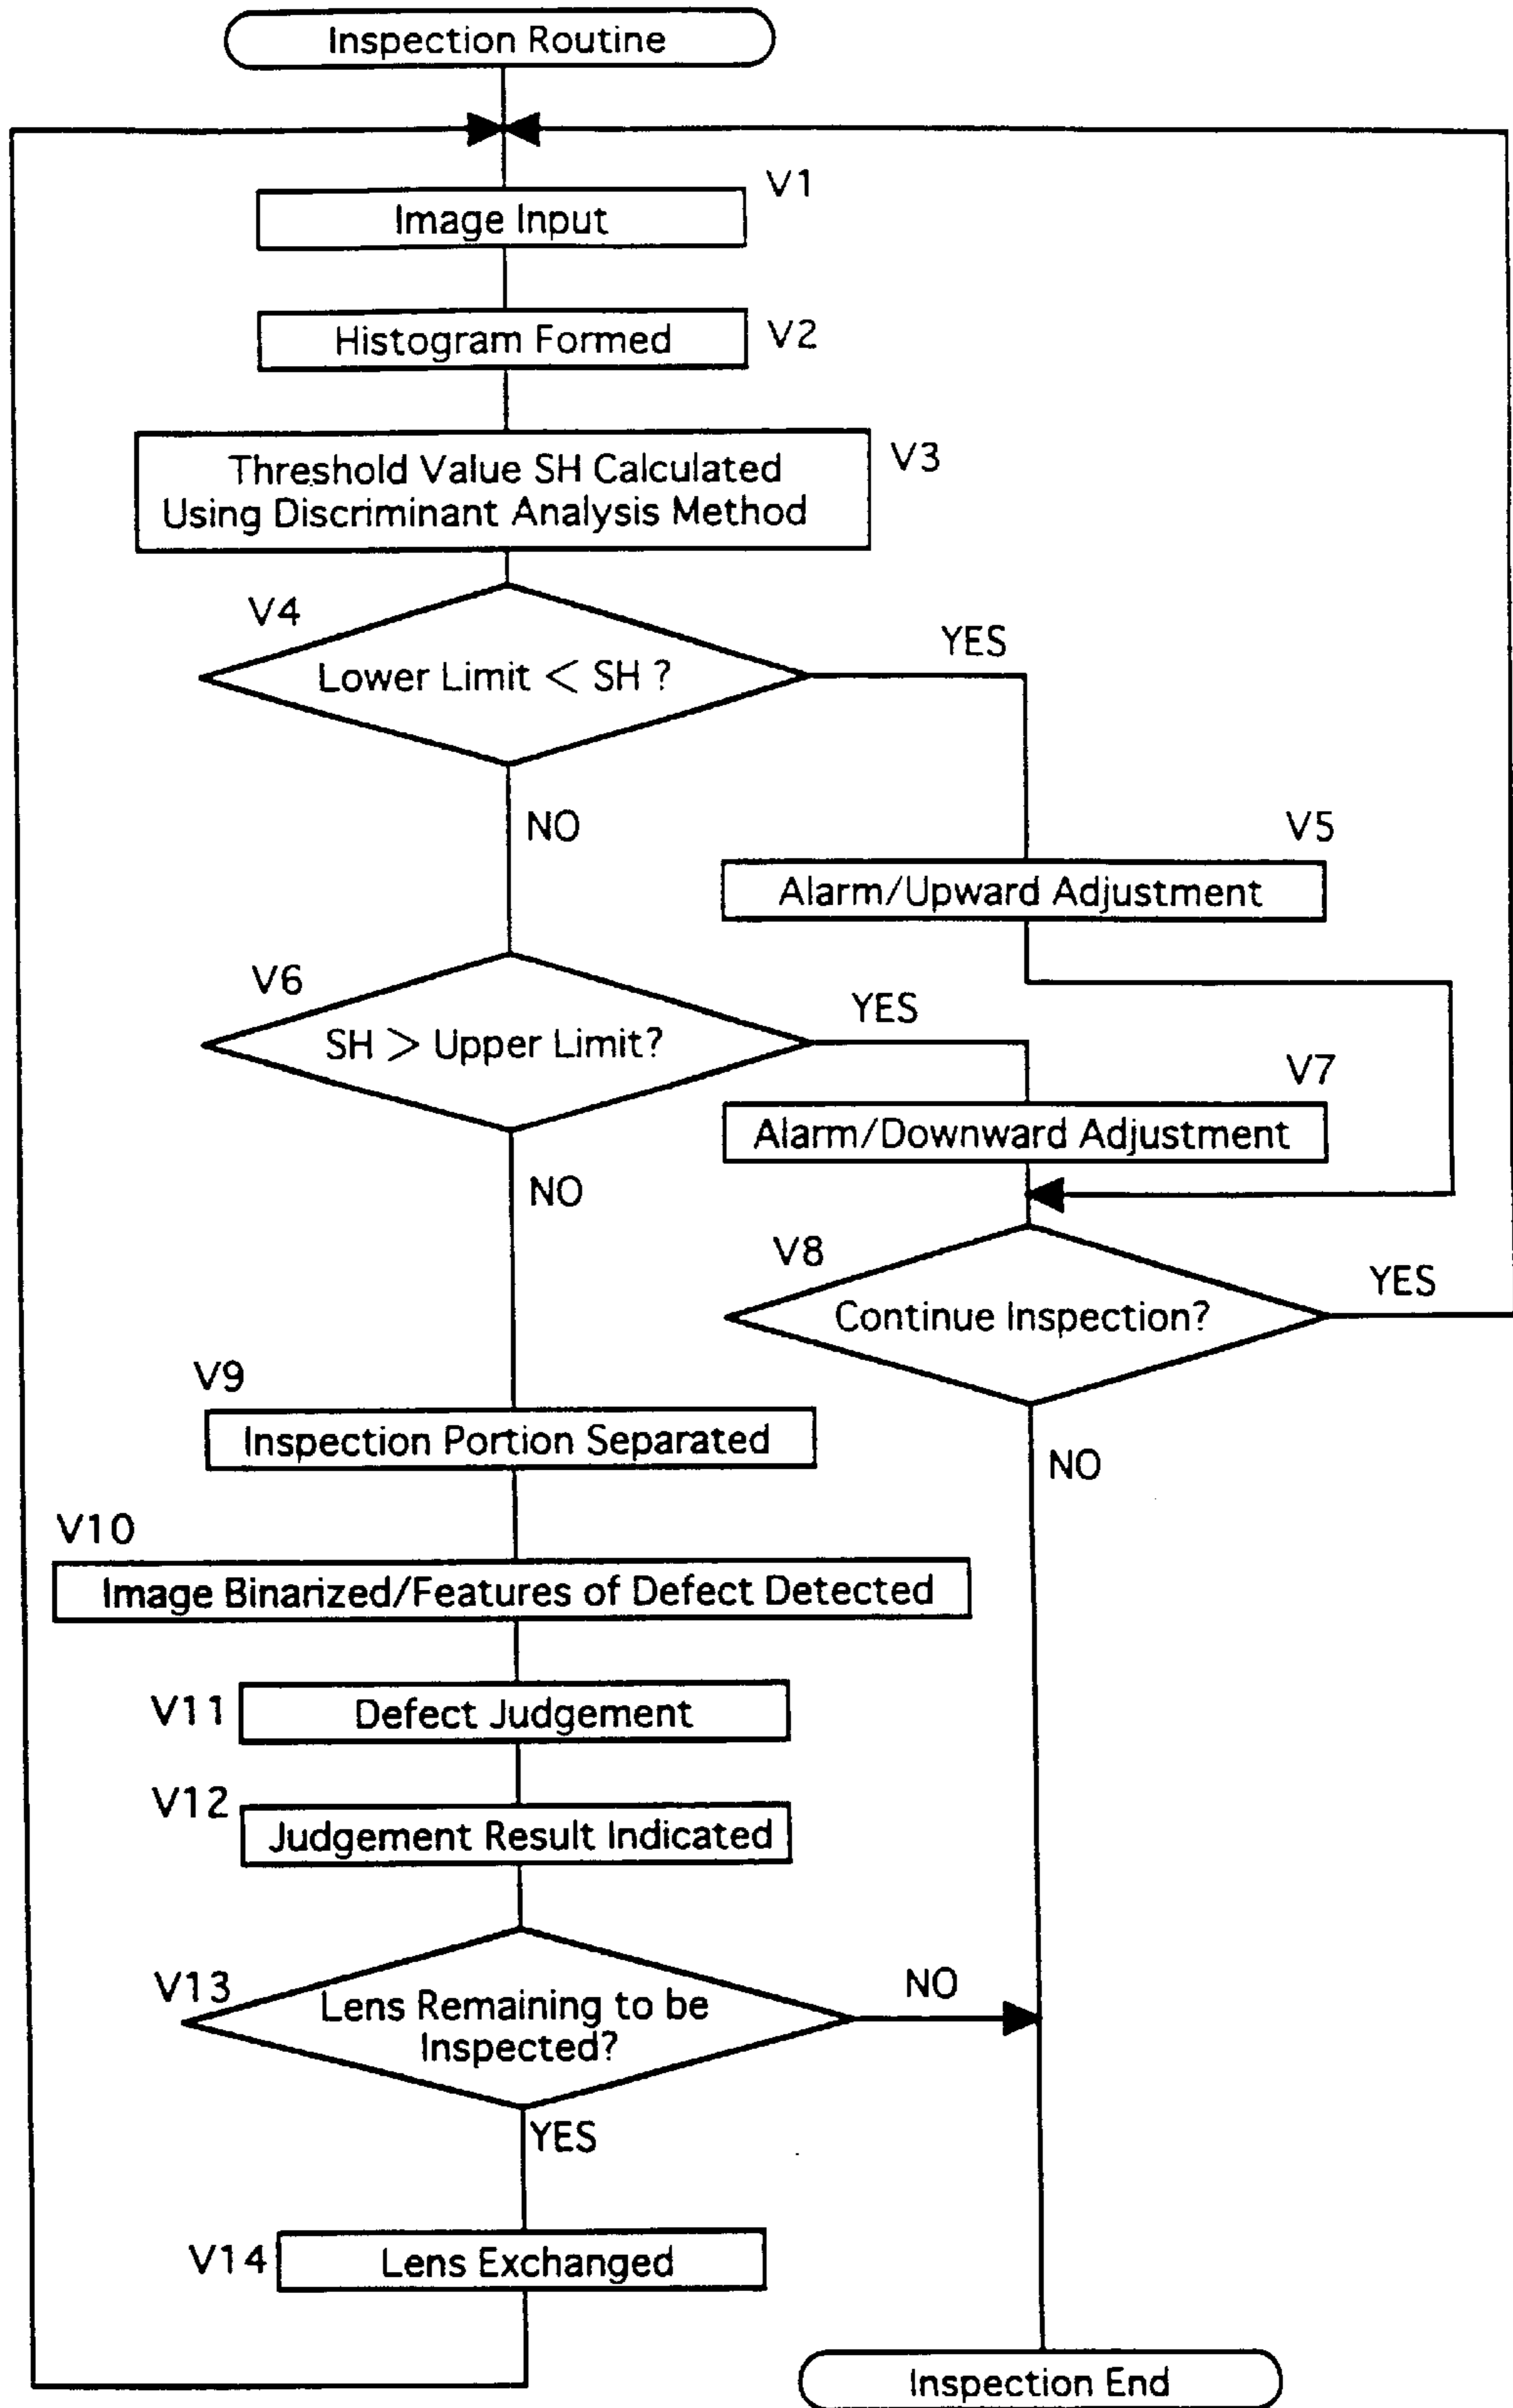 Inspection Routine
V1
Image Input
Histogram Formed
V2
Threshold Value SH Calculated
Using Discriminant Analysis Method
V3
V4
Lower Limit < SH ?
YES
NO
V5
Alarm/Upward Adjustment
V6
SH > Upper Limit?
YES
NO
V7
Alarm/Downward Adjustment
V8
Continue Inspection?
YES
NO
V9
Inspection Portion Separated
V10
Image Binarized/Features of Defect Detected
V11
Defect Judgement
V12
Judgement Result Indicated
V13
Lens Remaining to be
Inspected?
NO
YES
V14
Lens Exchanged
Inspection End